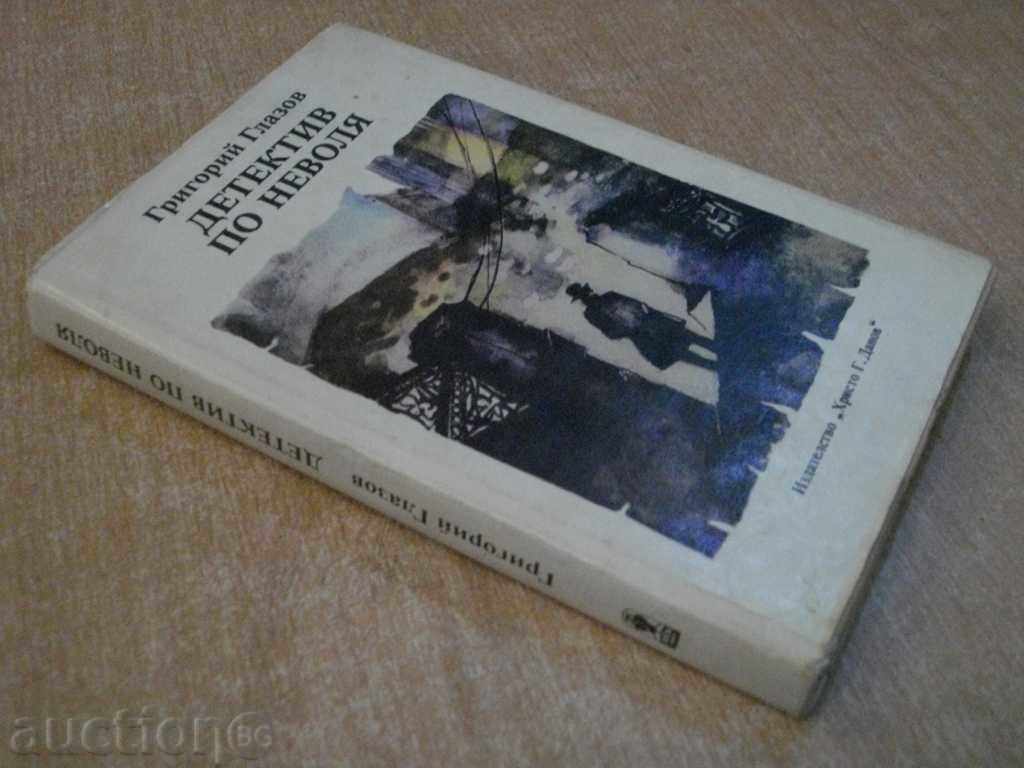 Григорий Глазов
ДЕТЕКТИВ
ПО НЕВОЛЯ
Издателство „Христо Г. Данов“
Григорий Глазов ДЕТЕКТИВ ПО НЕВОЛЯ
auction BG